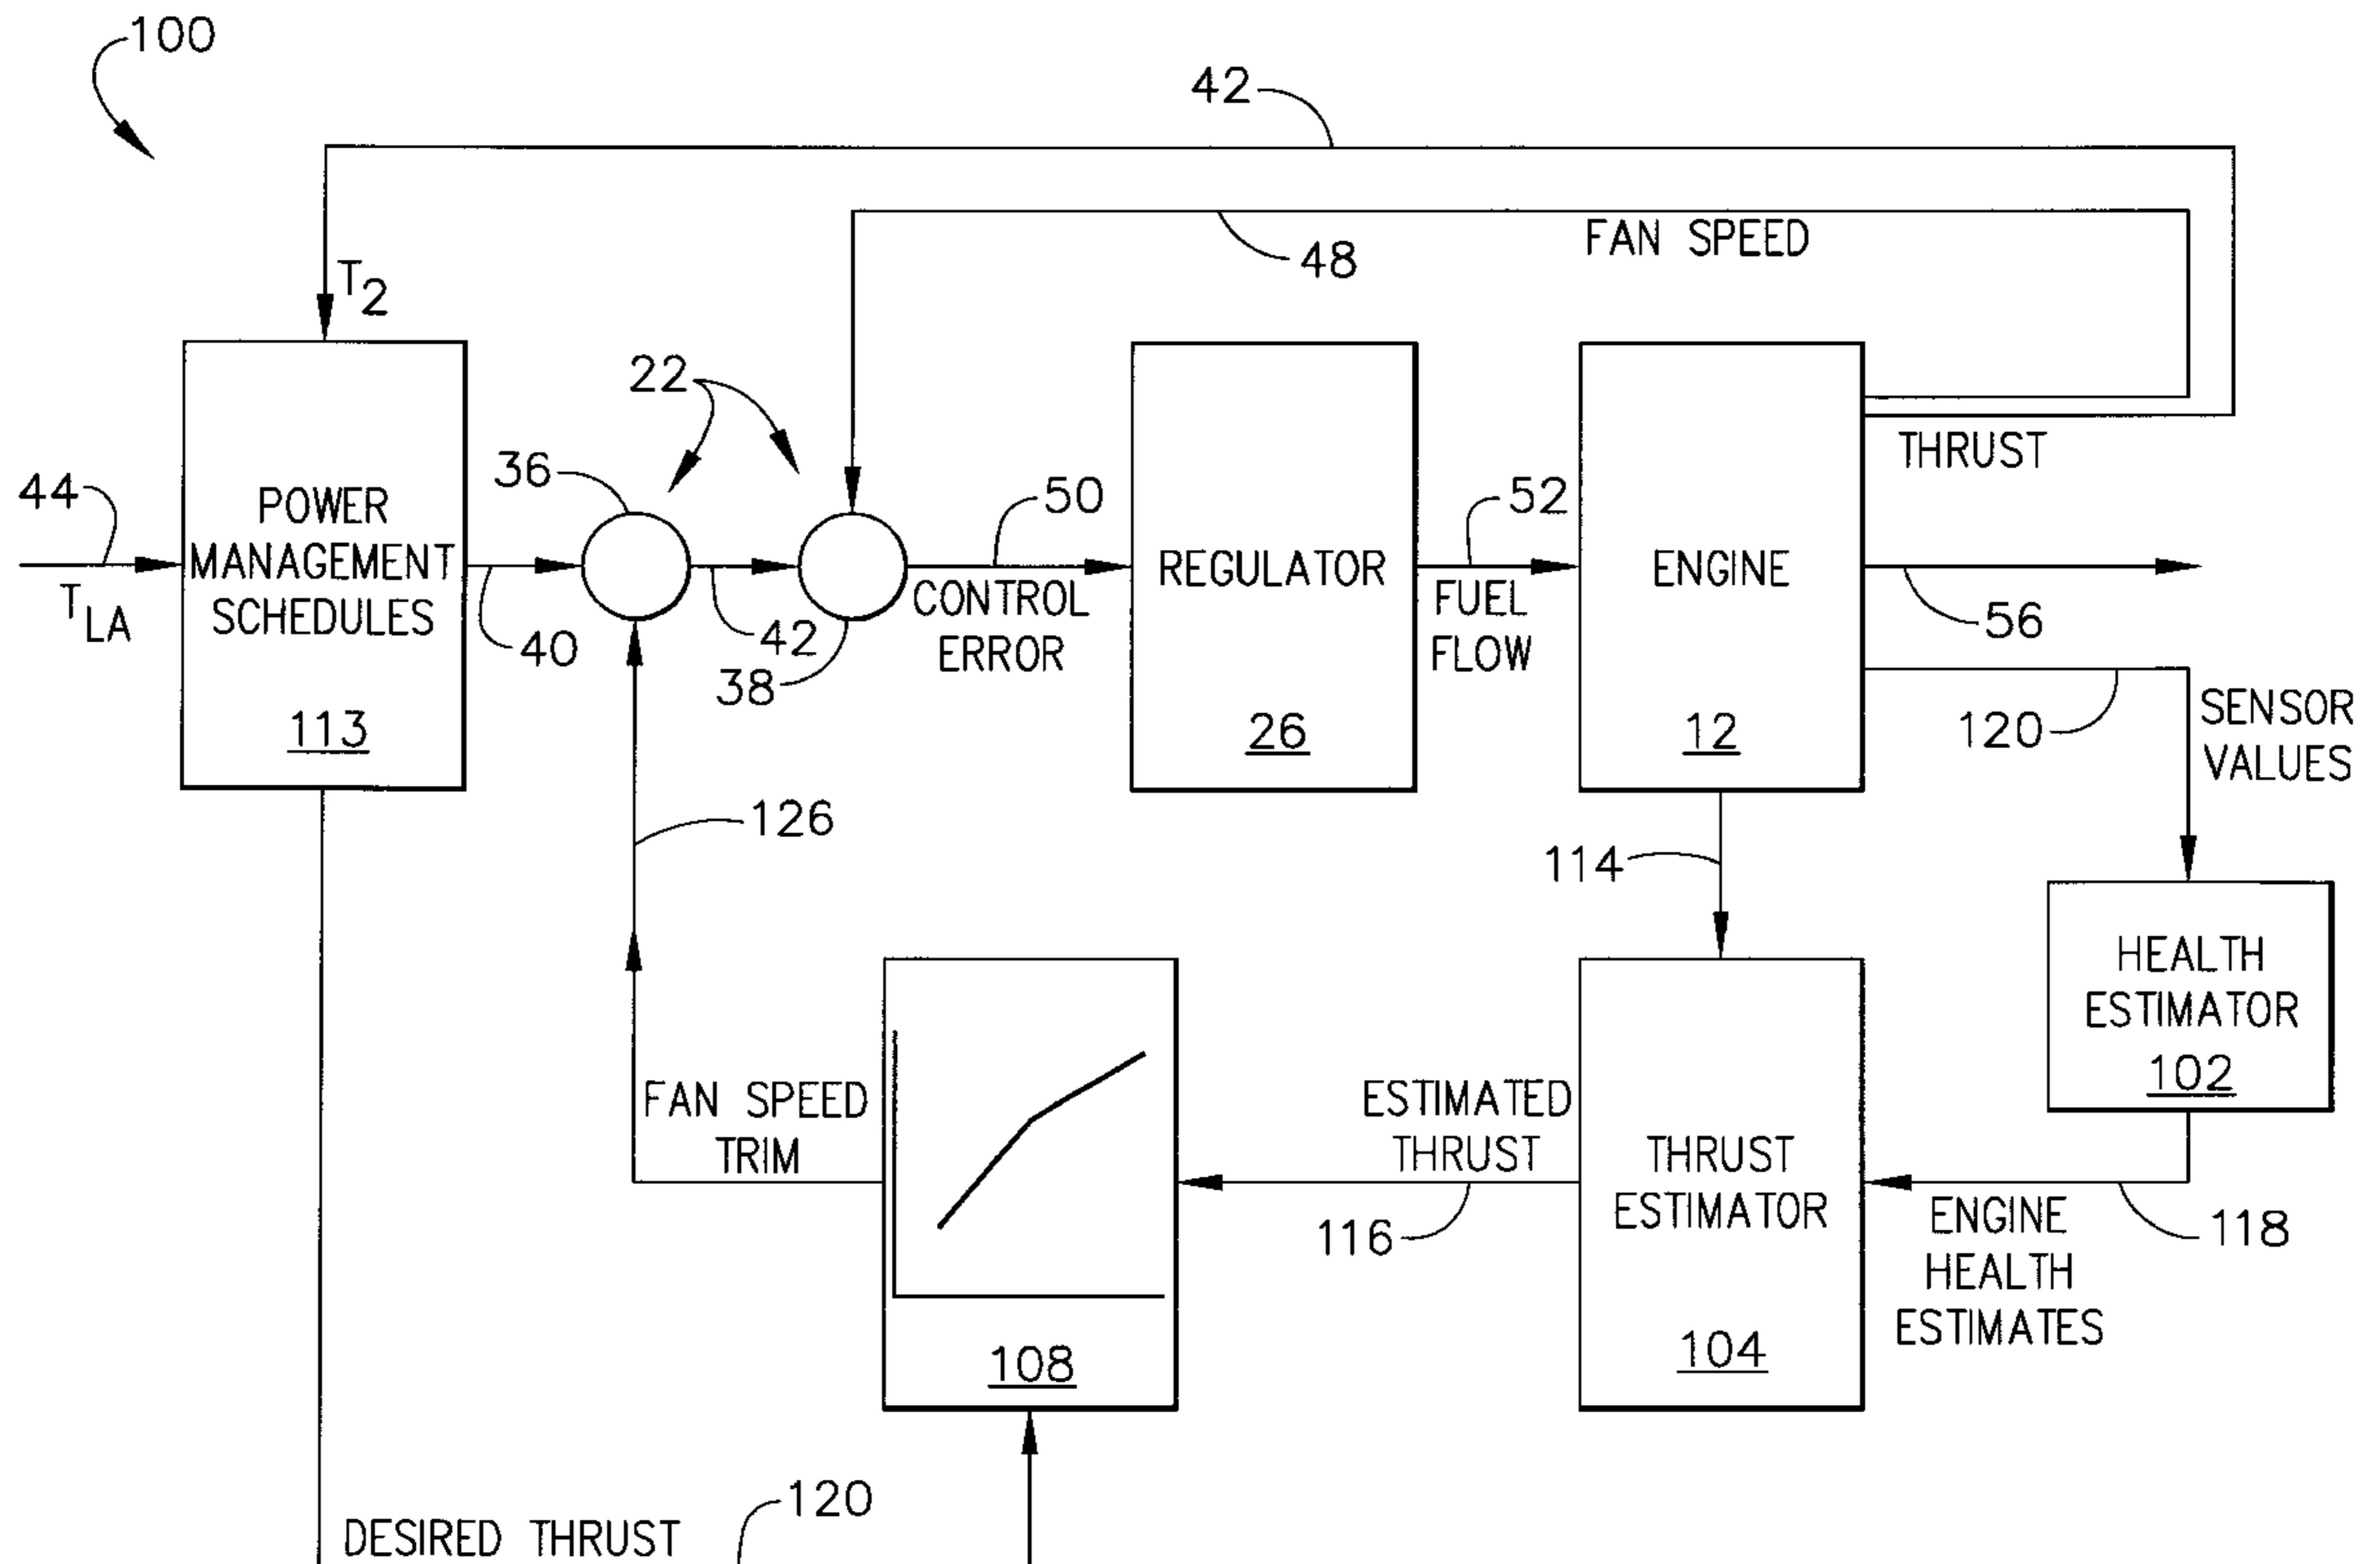 100
42
FAN SPEED
48
T2
22
THRUST
36
44
50
52
POWER
MANAGEMENT
SCHEDULES
REGULATOR
ENGINE
TLA
40
42
38
CONTROL
ERROR
FUEL
FLOW
56
113
26
12
120
SENSOR
VALUES
126
114
HEALTH
ESTIMATOR
102
FAN SPEED
TRIM
ESTIMATED
THRUST
THRUST
ESTIMATOR
116
ENGINE
HEALTH
ESTIMATES
118
108
104
120
DESIRED THRUST